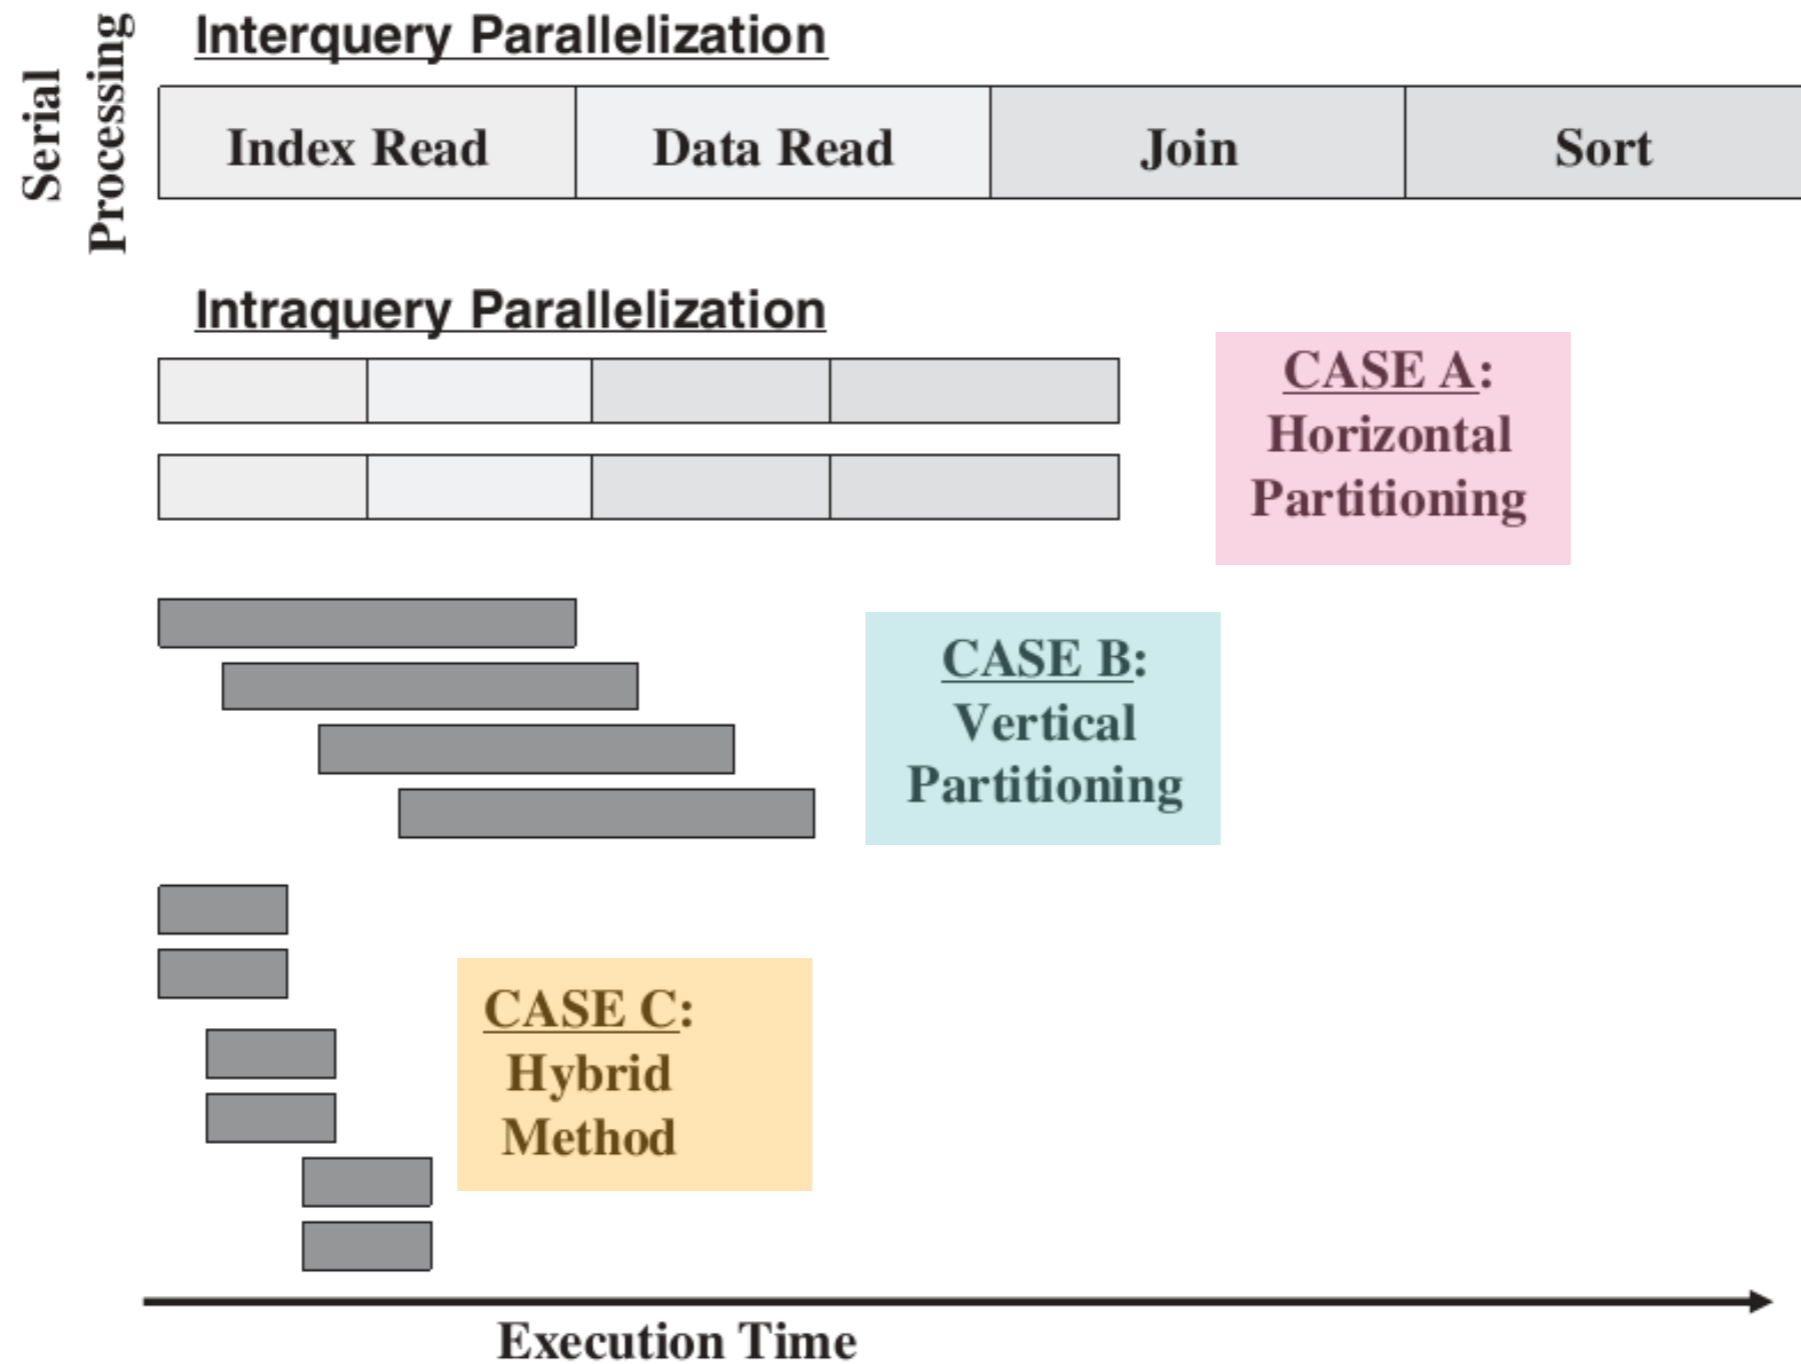 Serial
Processing
Interquery Parallelization
Index Read
Data Read
Join
Sort
Intraquery Parallelization
CASE A:
Horizontal
Partitioning
CASE B:
Vertical
Partitioning
CASE C:
Hybrid
Method
Execution Time